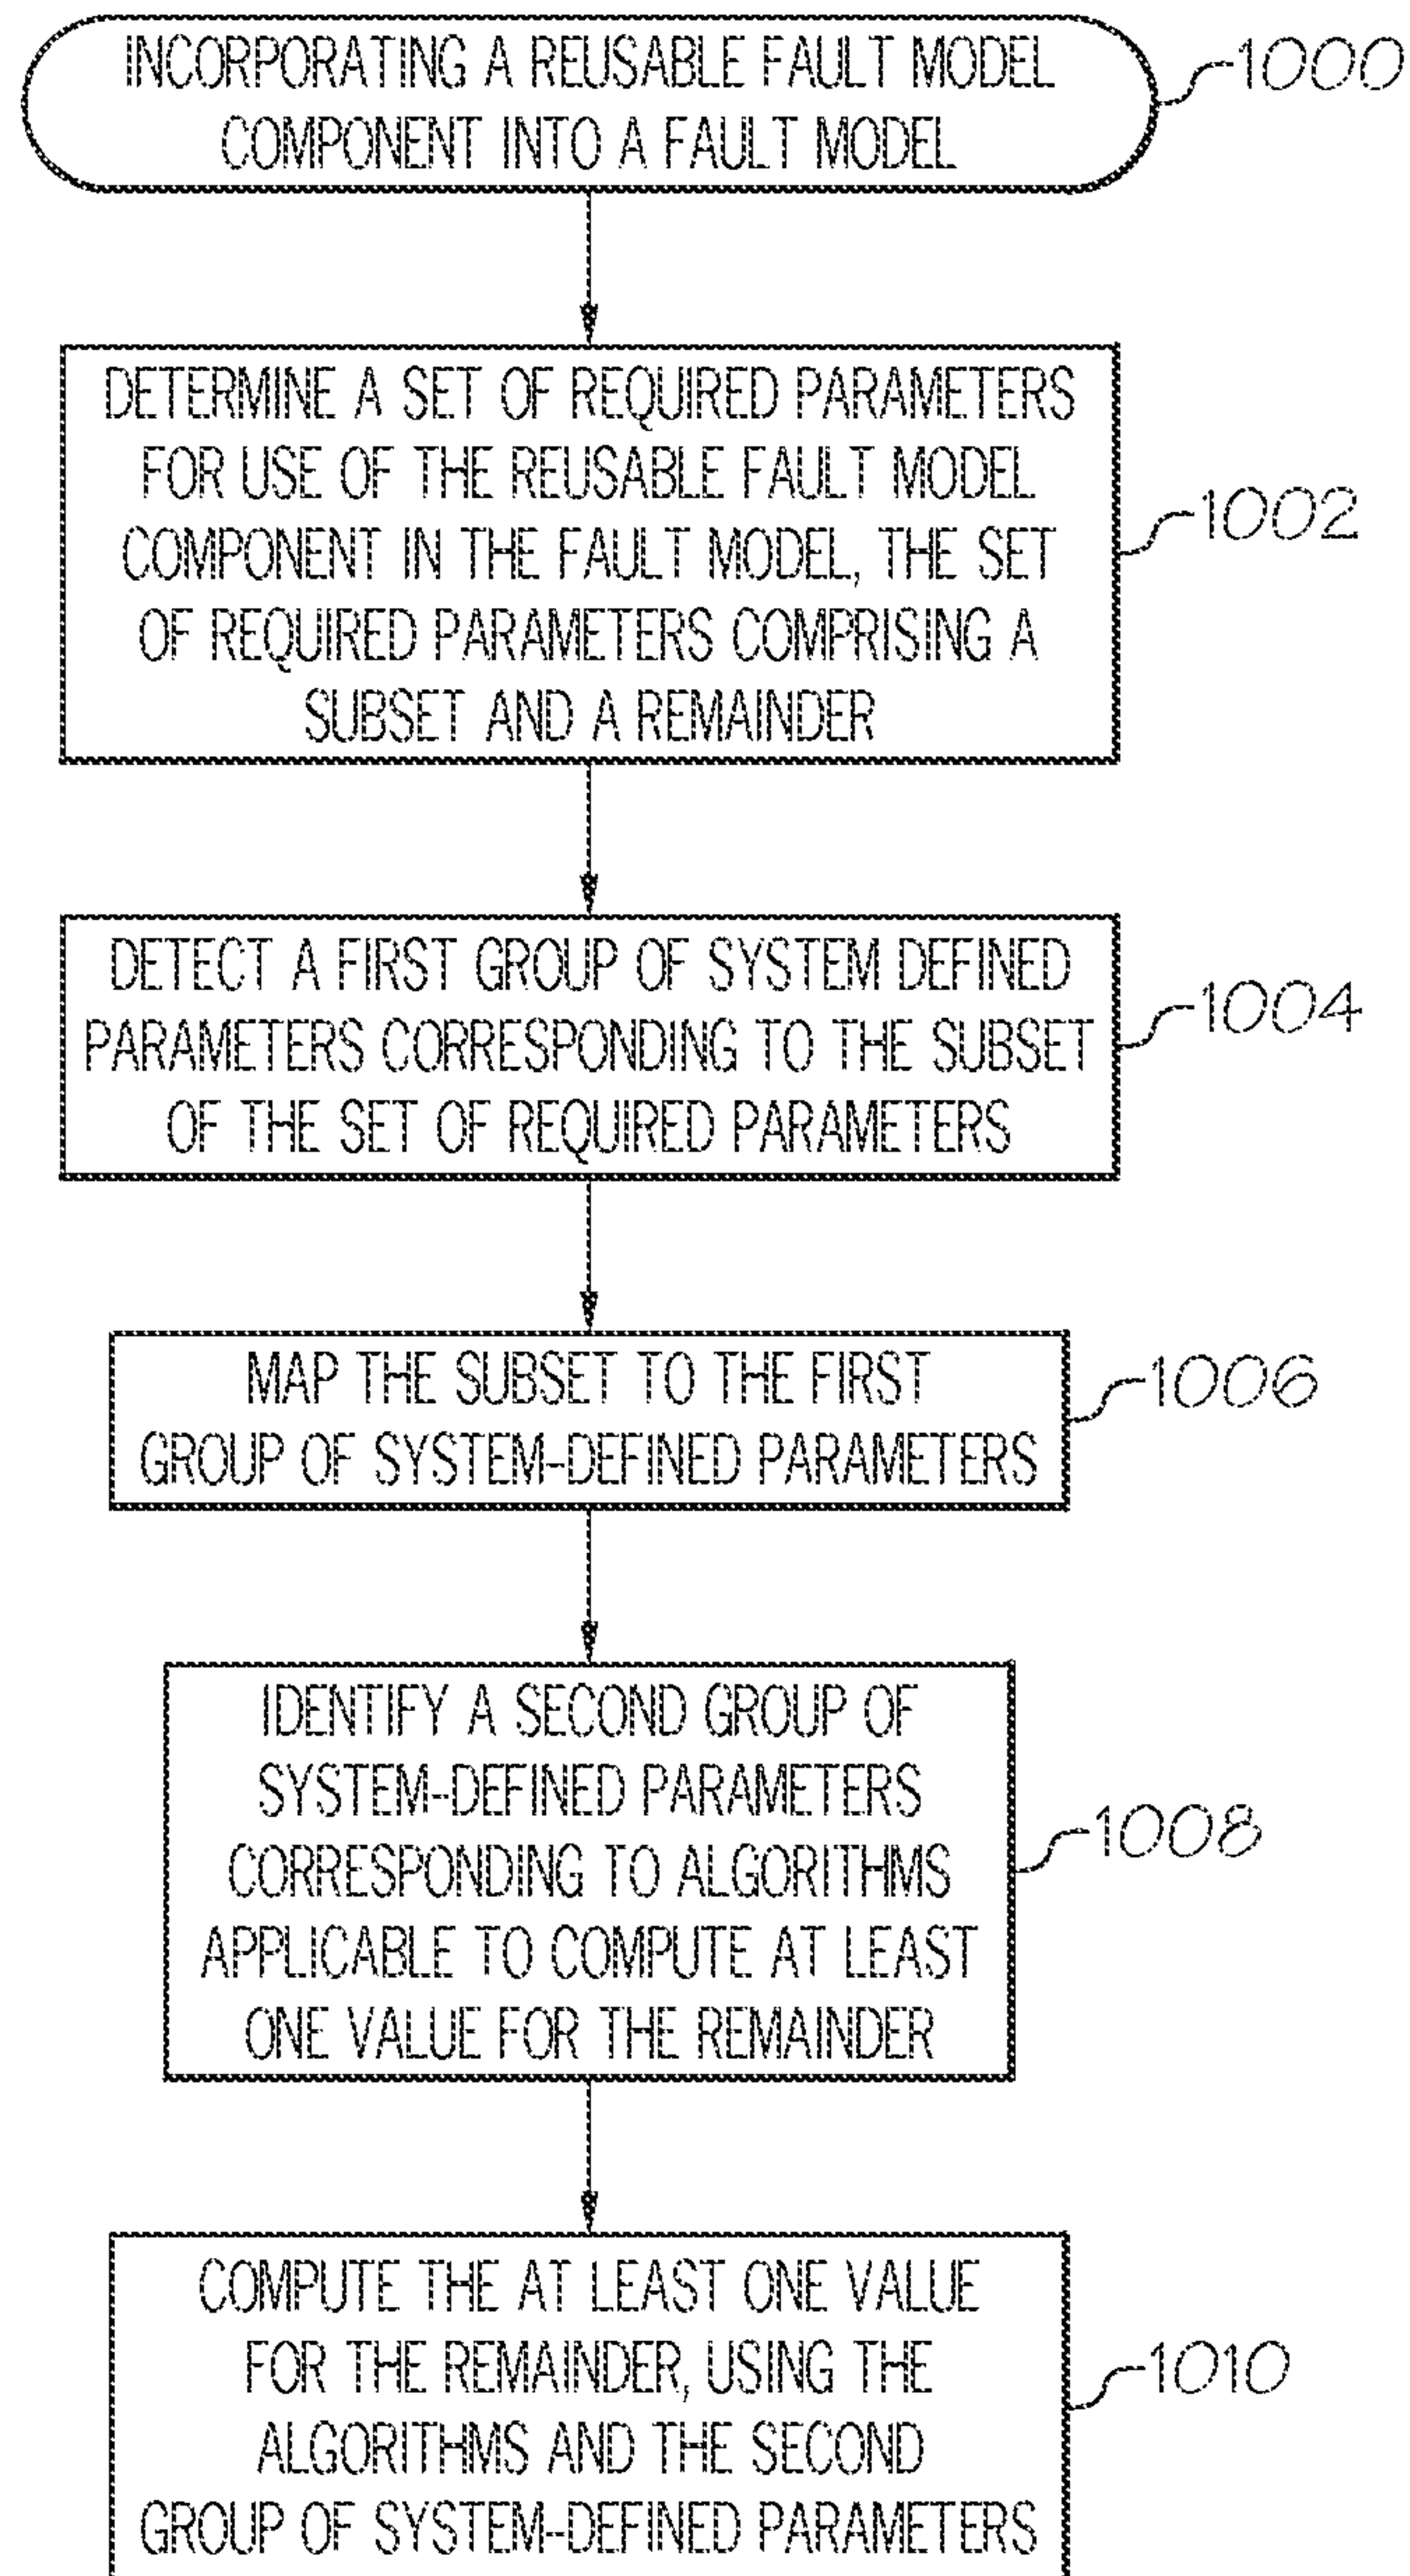 INCORPORATING A REUSABLE FAULT MODEL
COMPONENT INTO A FAULT MODEL
1000
DETERMINE A SET OF REQUIRED PARAMETERS
FOR USE OF THE REUSABLE FAULT MODEL
COMPONENT IN THE FAULT MODEL, THE SET
OF REQUIRED PARAMETERS COMPRISING A
SUBSET AND A REMAINDER
1002
DETECT A FIRST GROUP OF SYSTEM DEFINED
PARAMETERS CORRESPONDING TO THE SUBSET
OF THE SET OF REQUIRED PARAMETERS
1004
MAP THE SUBSET TO THE FIRST
GROUP OF SYSTEM-DEFINED PARAMETERS
1006
IDENTIFY A SECOND GROUP OF
SYSTEM-DEFINED PARAMETERS
CORRESPONDING TO ALGORITHMS
APPLICABLE TO COMPUTE AT LEAST
ONE VALUE FOR THE REMAINDER
1008
COMPUTE THE AT LEAST ONE VALUE
FOR THE REMAINDER, USING THE
ALGORITHMS AND THE SECOND
GROUP OF SYSTEM-DEFINED PARAMETERS
1010